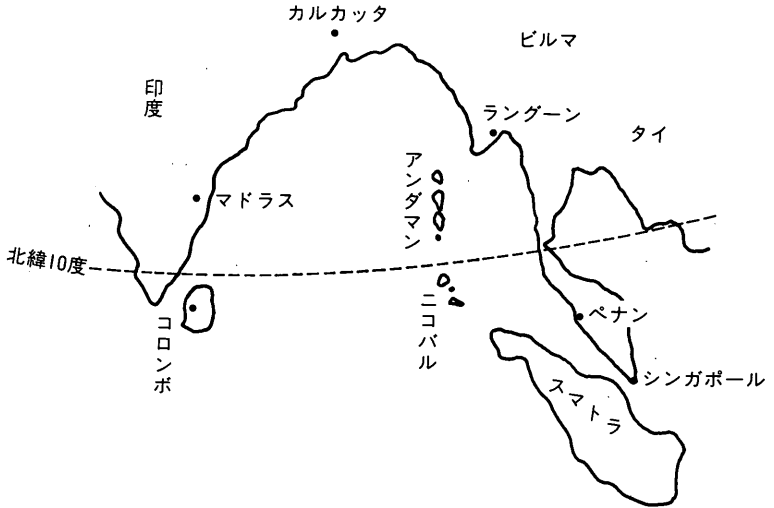 カルカッタ
ビルマ
印度
ラングーン
タイ
アンダマン
マドラス
北緯10度
ニコバル
コロンボ
ペナン
シンガポール
スマトラ